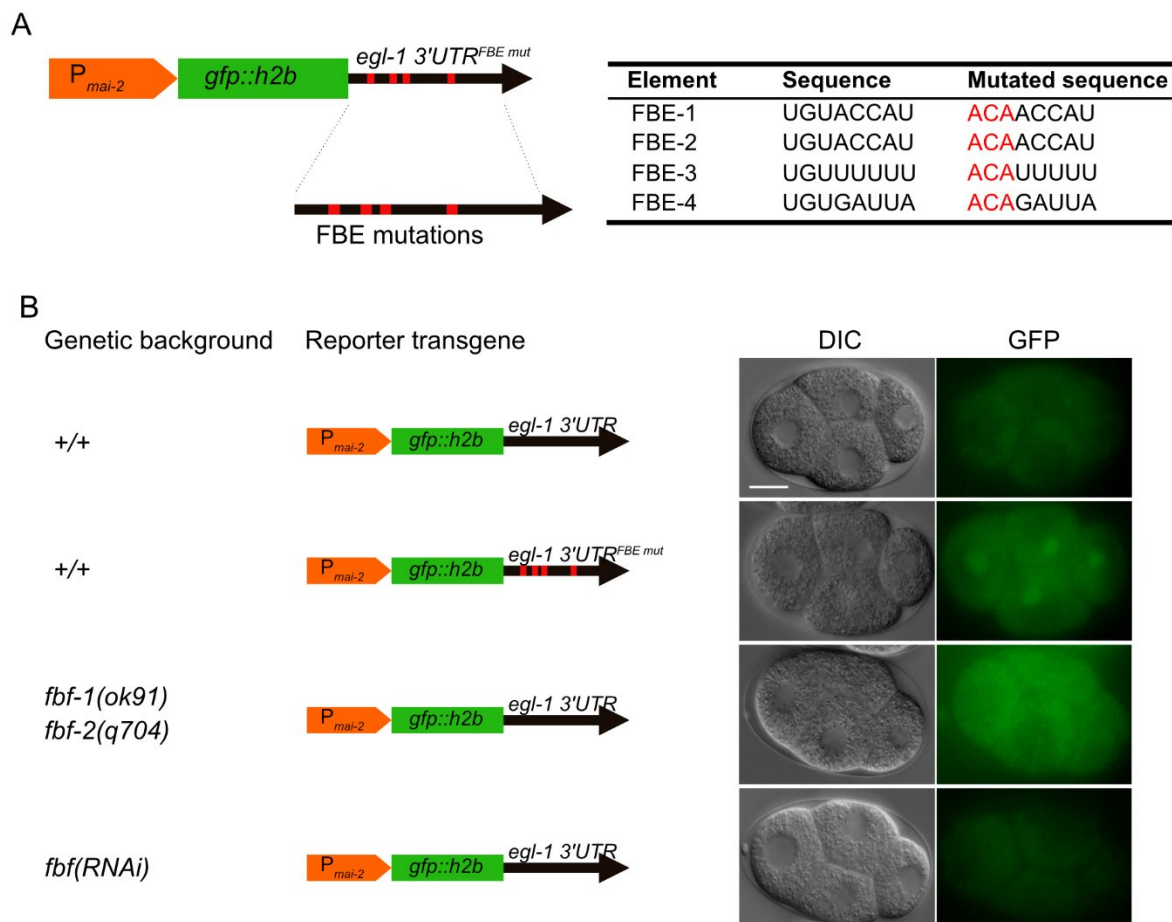 A
P mai-2 gfp::h2b egl-1 3'UTR FBE mut
FBE mutations
Element Sequence Mutated sequence
FBE-1 UGUACCAU ACAACCAU
FBE-2 UGUACCAU ACAACCAU
FBE-3 UGUUUUUU ACAUUUUU
FBE-4 UGUGAUUA ACAGAUUA
B
Genetic background Reporter transgene DIC GFP
+/+ P mai-2 gfp::h2b egl-1 3'UTR
+/+ P mai-2 gfp::h2b egl-1 3'UTR FBE mut
fbf-1(ok91)
fbf-2(q704) P mai-2 gfp::h2b egl-1 3'UTR
fbf(RNAi) P mai-2 gfp::h2b egl-1 3'UTR